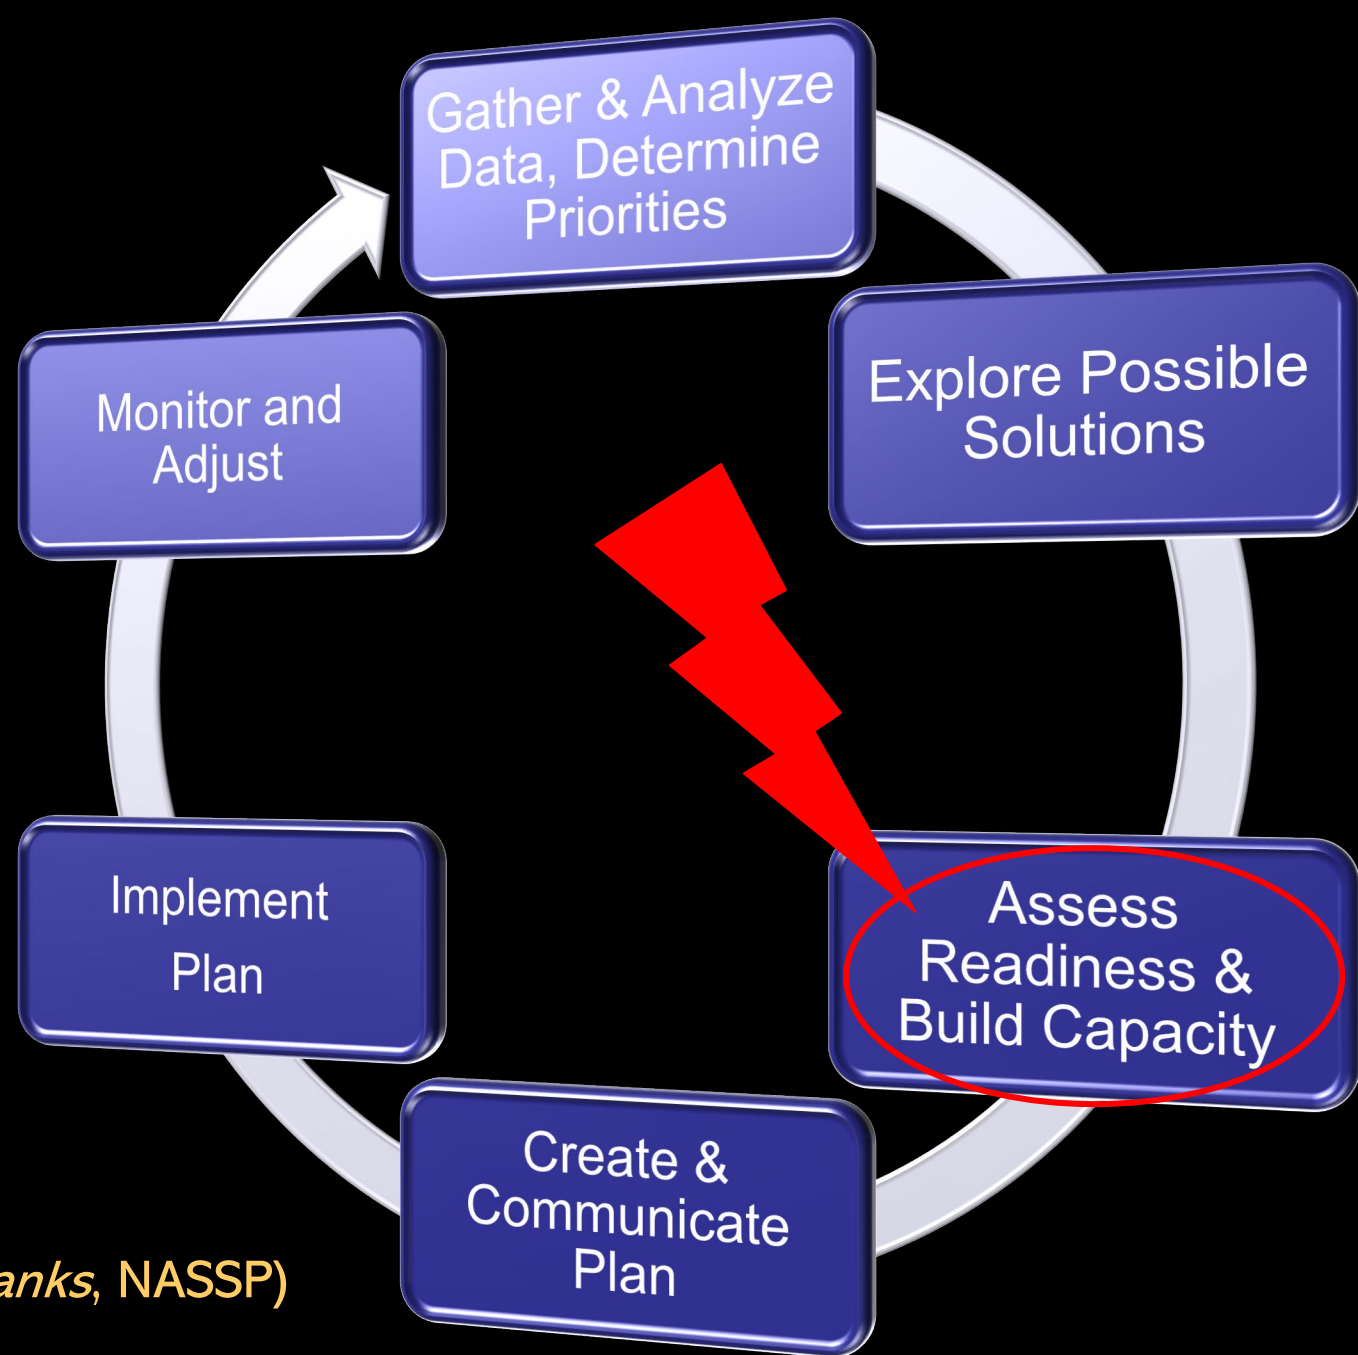 Gather & Analyze
Data, Determine
Priorities
Explore Possible
Solutions
Assess
Readiness &
Build Capacity
Create &
Communicate
Plan
Implement
Plan
Monitor and
Adjust
anks, NASSP)